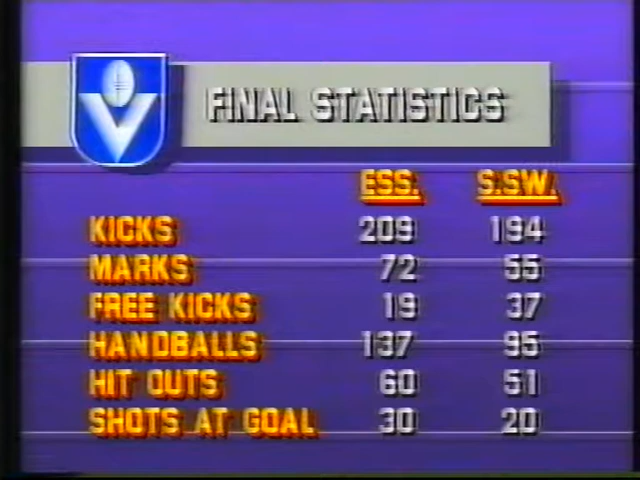 FINAL STATISTICS
ESS. S.SW.
KICKS 209 194
MARKS 72 55
FREE KICKS 19 37
HANDBALLS 137 95
HIT OUTS 60 51
SHOTS AT GOAL 30 20